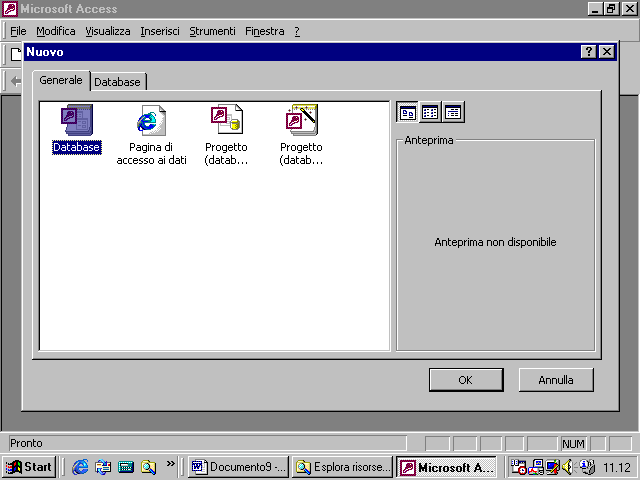 Microsoft Access
File Modifica Visualizza Inserisci Strumenti Finestra ?
Nuovo
Generale Database
Database
Pagina di
accesso ai dati
Progetto
(datab...
Progetto
(datab...
Anteprima
Anteprima non disponibile
OK Annulla
Pronto NUM
Start » Documento9 -... Esplora risorse... Microsoft A... 11.12